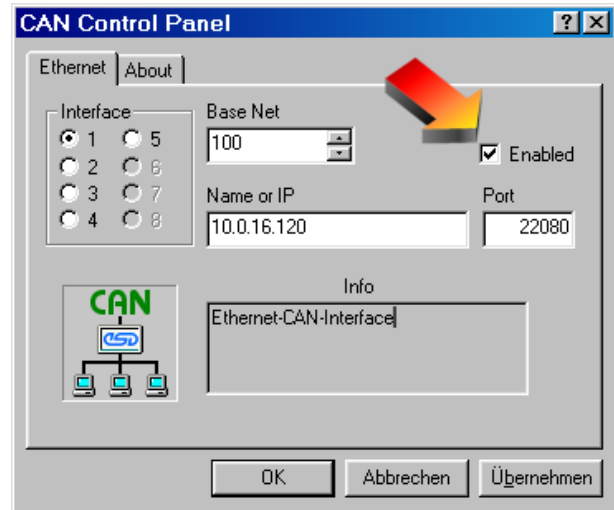 CAN Control Panel
Ethernet
About
Interface
1
5
2
6
3
7
4
8
Base Net
100
Enabled
Name or IP
Port
10.0.16.120
22080
CAN
esd
Info
Ethernet-CAN-Interface
OK
Abbrechen
Übernehmen